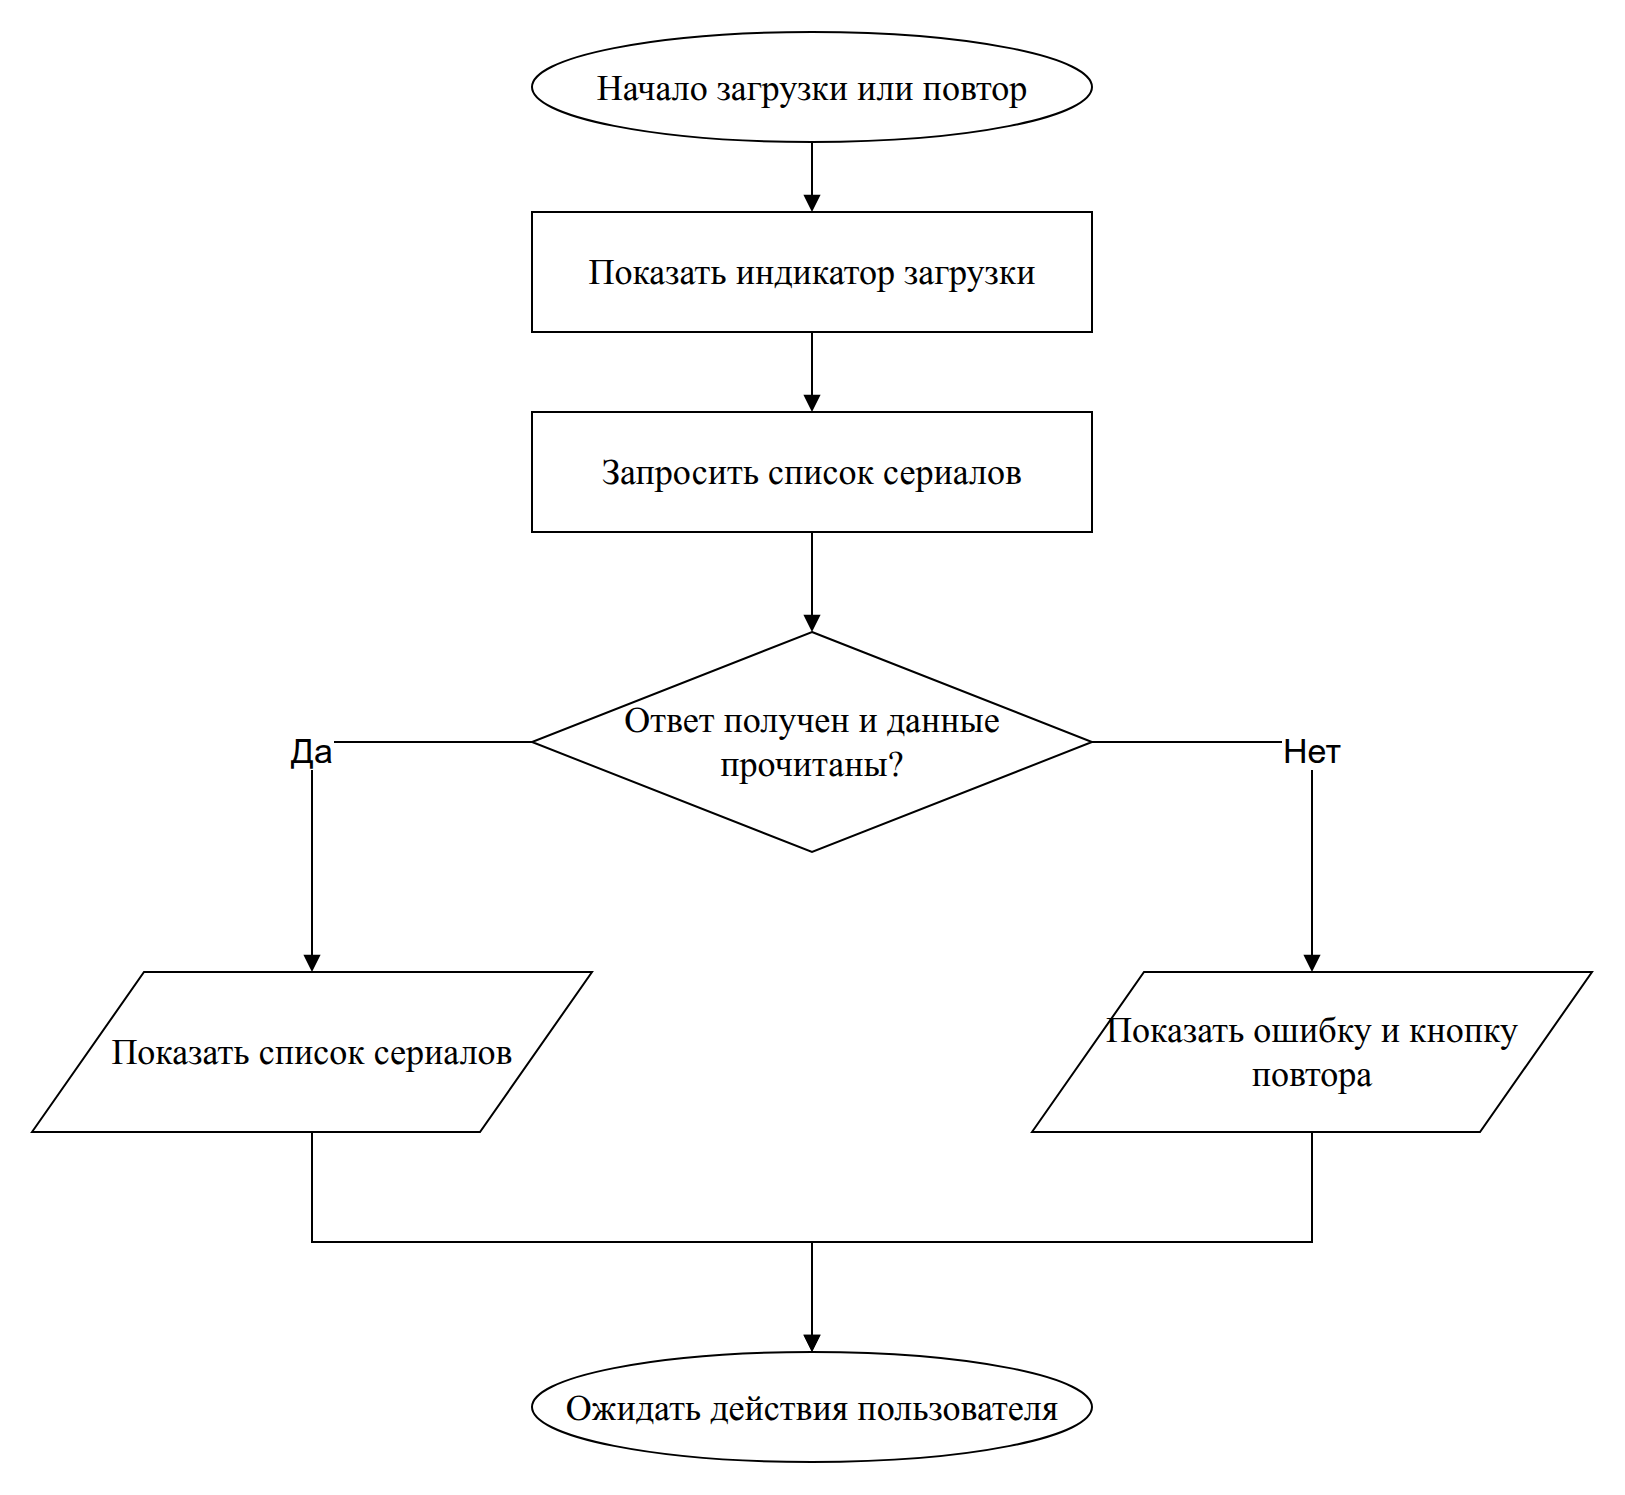 Начало загрузки или повтор
Показать индикатор загрузки
Запросить список сериалов
Ответ получен и данные
прочитаны?
Да
Нет
Показать список сериалов
Показать ошибку и кнопку
повтора
Ожидать действия пользователя